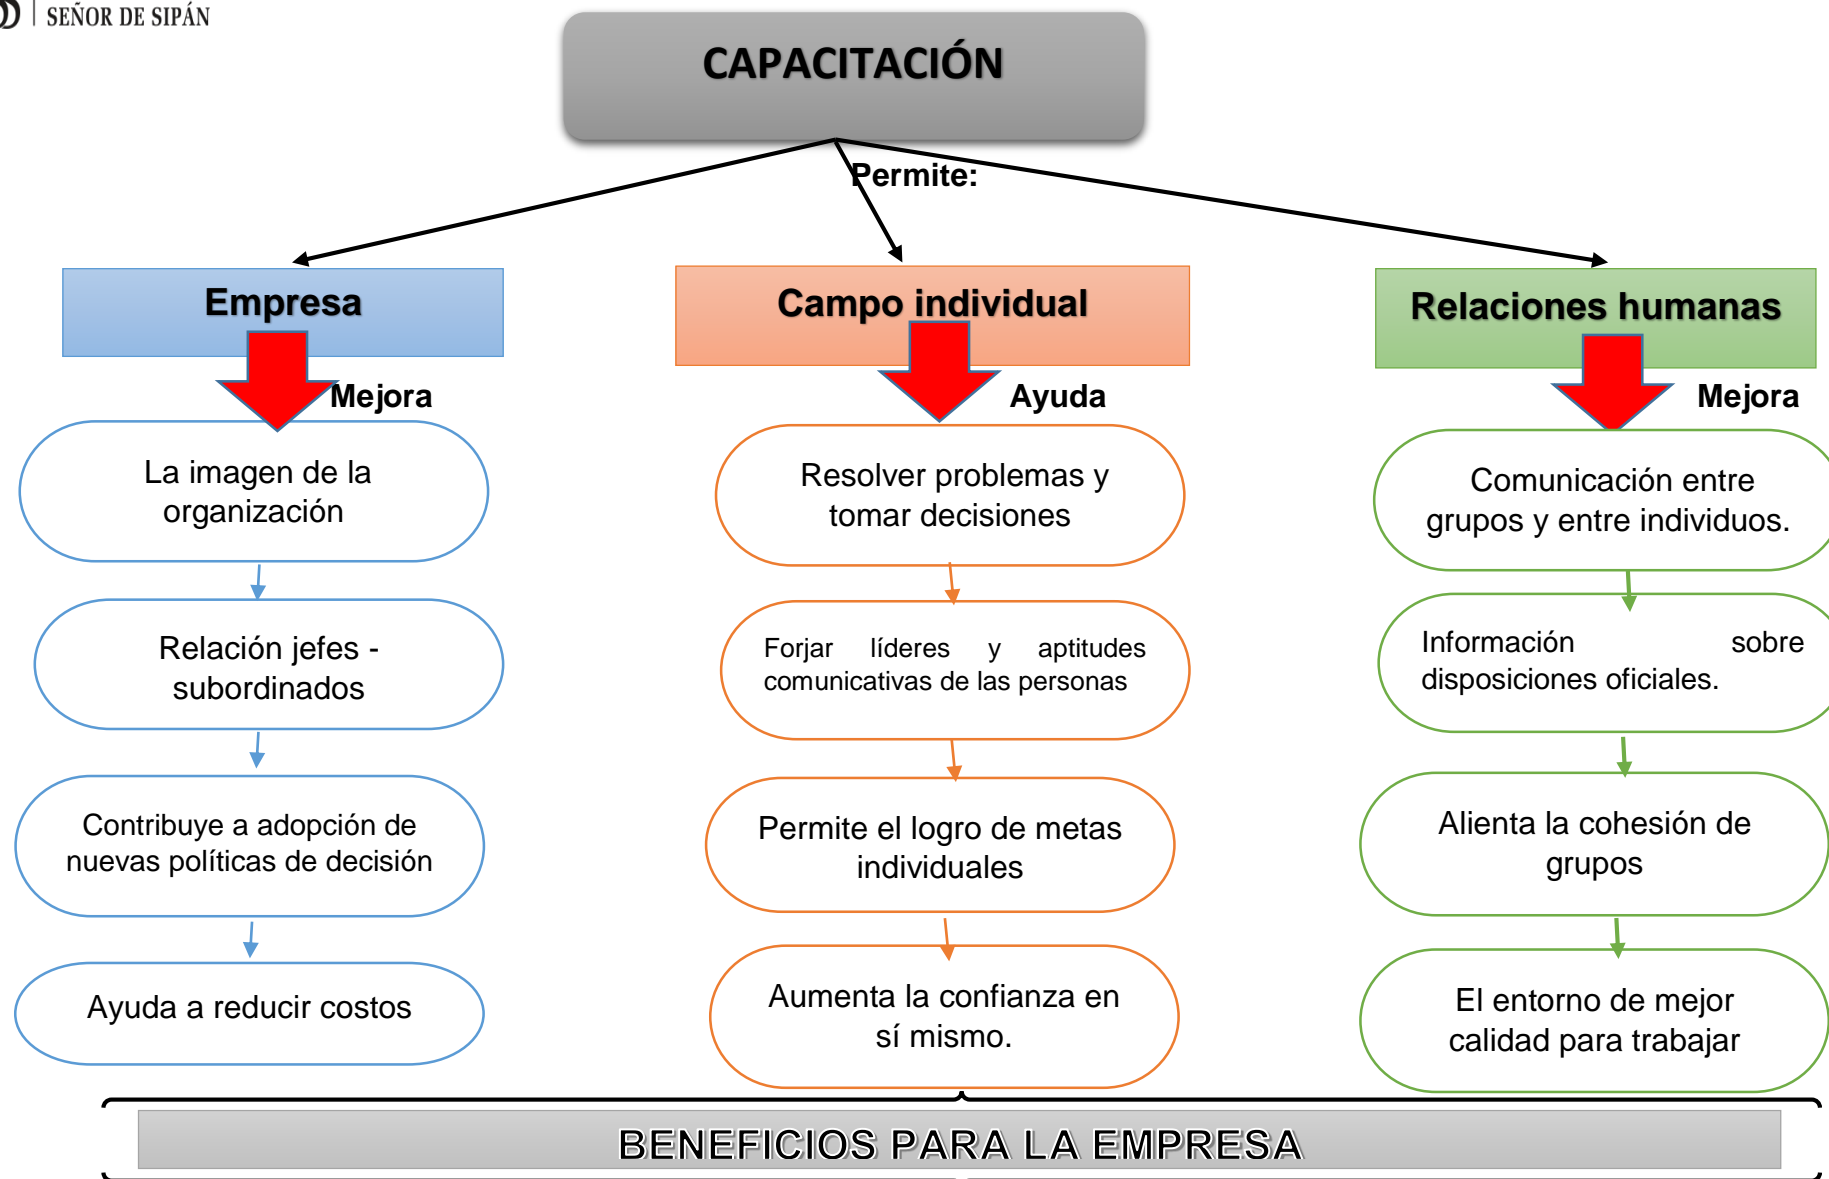 SEÑOR DE SIPÁN
CAPACITACIÓN
Permite:
Empresa
Mejora
La imagen de la
organización
Relación jefes -
subordinados
Contribuye a adopción de
nuevas políticas de decisión
Ayuda a reducir costos
Campo individual
Ayuda
Resolver problemas y
tomar decisiones
Forjar líderes y aptitudes
comunicativas de las personas
Permite el logro de metas
individuales
Aumenta la confianza en
sí mismo.
Relaciones humanas
Mejora
Comunicación entre
grupos y entre individuos.
Información sobre
disposiciones oficiales.
Alienta la cohesión de
grupos
El entorno de mejor
calidad para trabajar
BENEFICIOS PARA LA EMPRESA